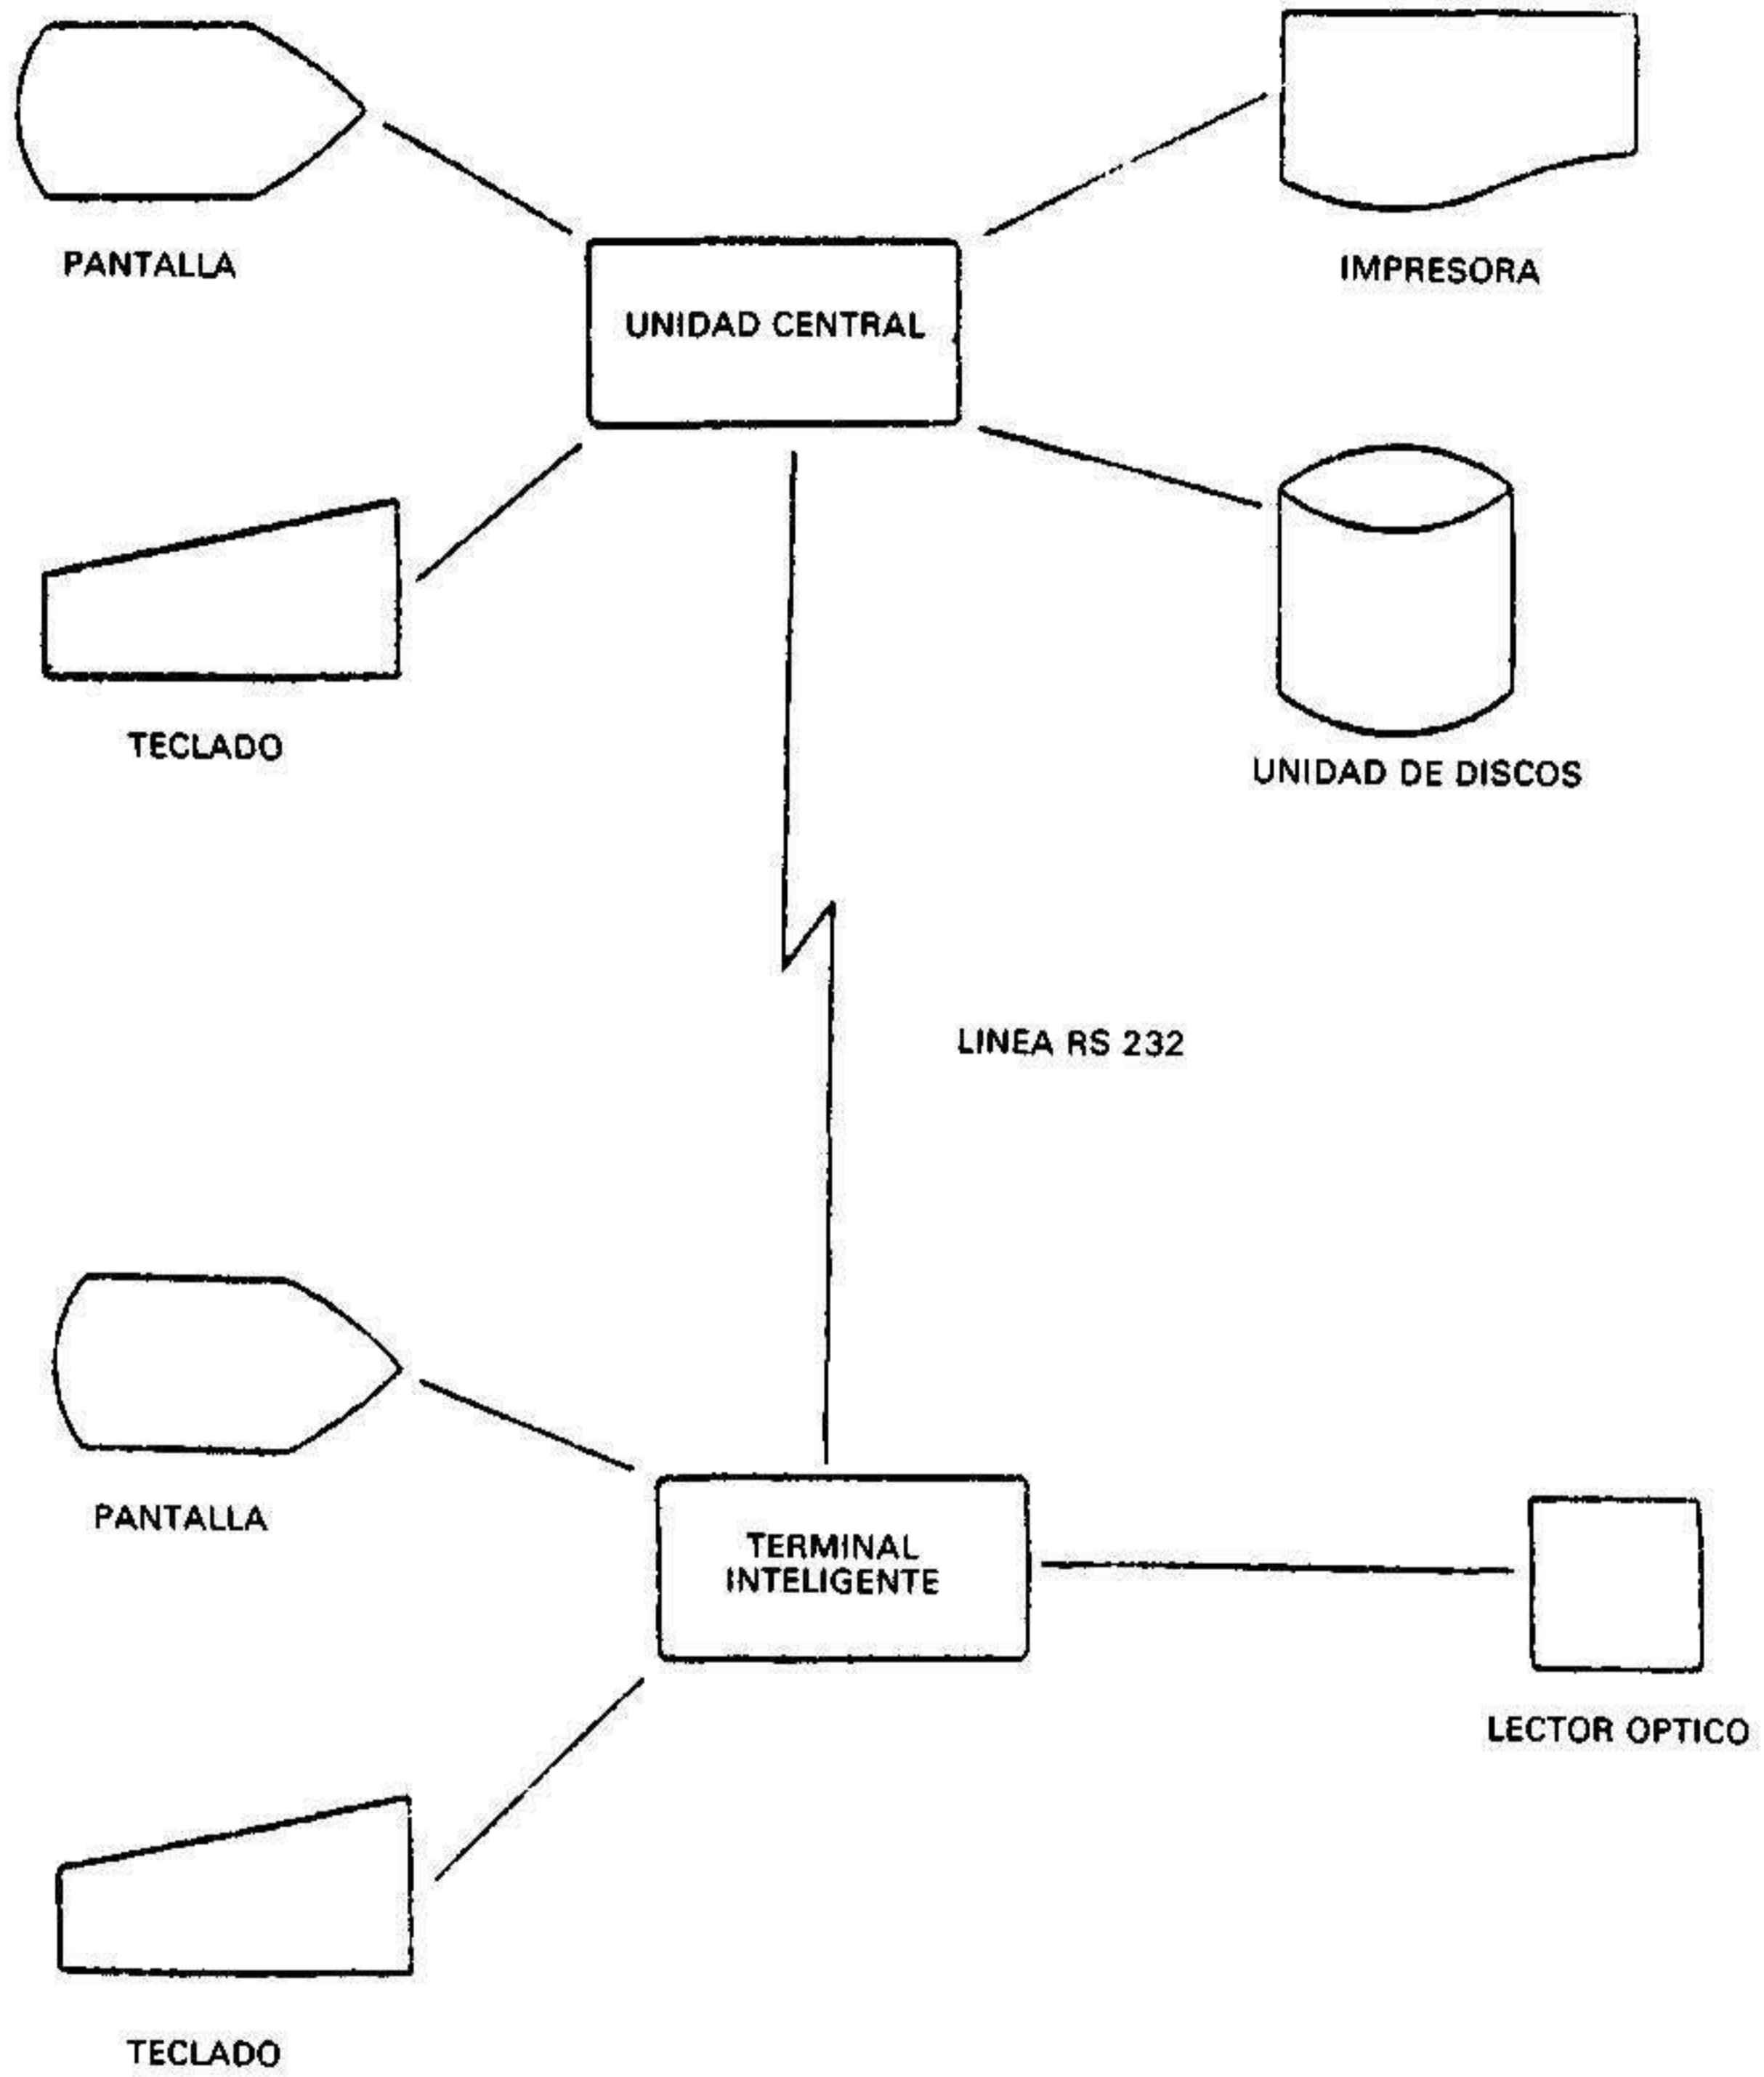 PANTALLA
IMPRESORA
UNIDAD CENTRAL
TECLADO
UNIDAD DE DISCOS
LINEA RS 232
PANTALLA
TERMINAL
INTELIGENTE
LECTOR OPTICO
TECLADO